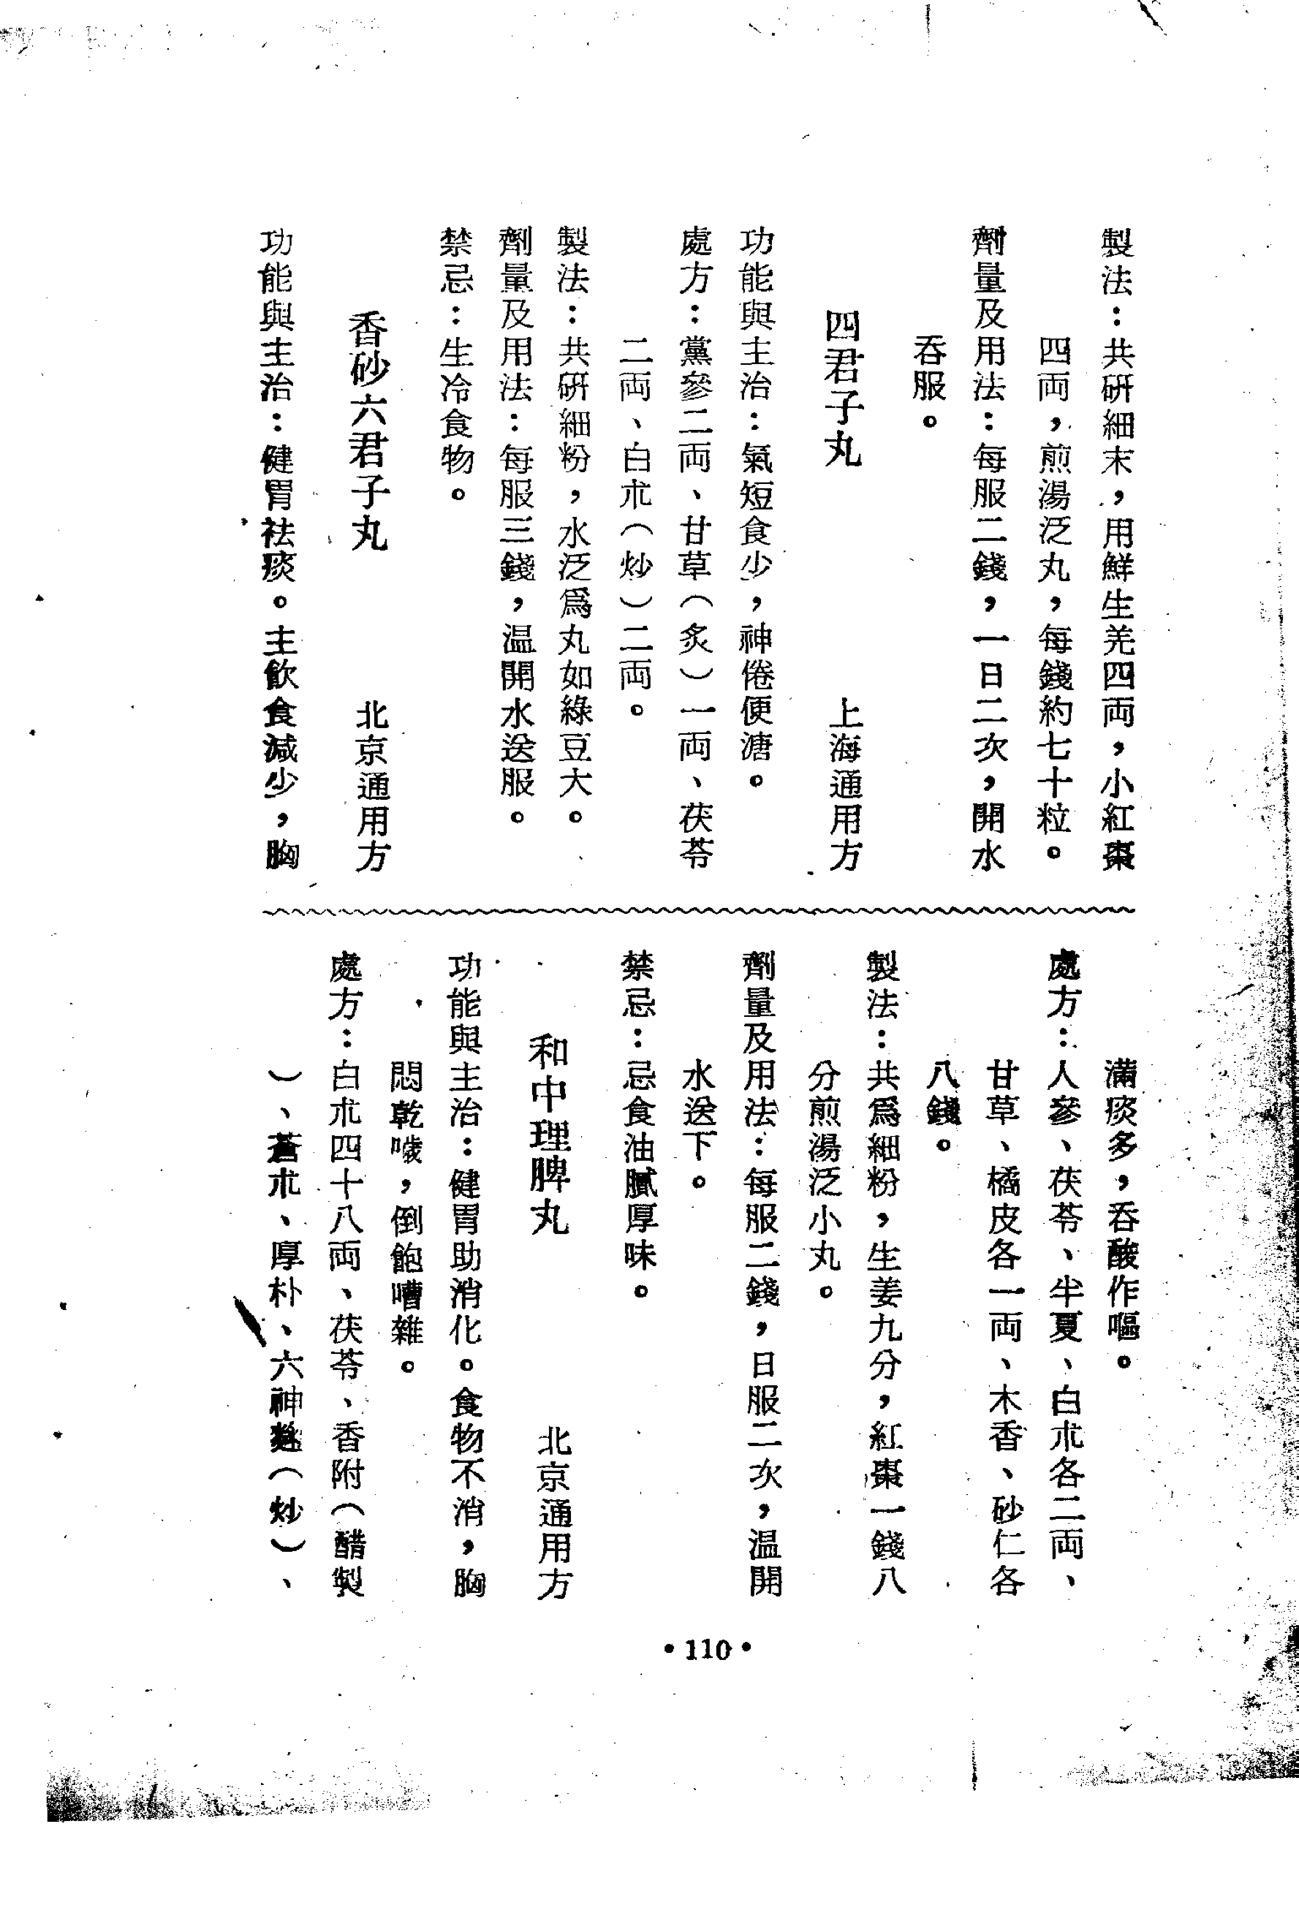 製法：共硏細末，用鮮生羌四両，小紅棗
四両，煎湯泛丸，每錢約七十粒。
劑量及用法：每服二錢，一日二次，開水
吞服。
四君子丸　上海通用方
功能與主治：氣短食少，神倦便溏。
處方：黨參二両、甘草（炙）一両、茯苓
二両、白朮（炒）二両。
製法：共硏細粉，水泛爲丸如綠豆大。
劑量及用法：每服三錢，溫開水送服。
禁忌：生冷食物。
香砂六君子丸　北京通用方
功能與主治：健胃祛痰。主飮食減少，胸
滿痰多，吞酸作嘔。
處方：人參、茯苓、半夏、白朮各二両、
甘草、橘皮各一両、木香、砂仁各
八錢。
製法：共爲細粉，生姜九分，紅棗一錢八
分煎湯泛小丸。
劑量及用法：每服二錢，日服二次，溫開
水送下。
禁忌：忌食油膩厚味。
和中理脾丸　北京通用方
功能與主治：健胃助消化。食物不消，胸
悶乾噦，倒飽嘈雜。
處方：白朮四十八両、茯苓、香附（醋製
）、蒼朮、厚朴、六神麯（炒）、
•110•